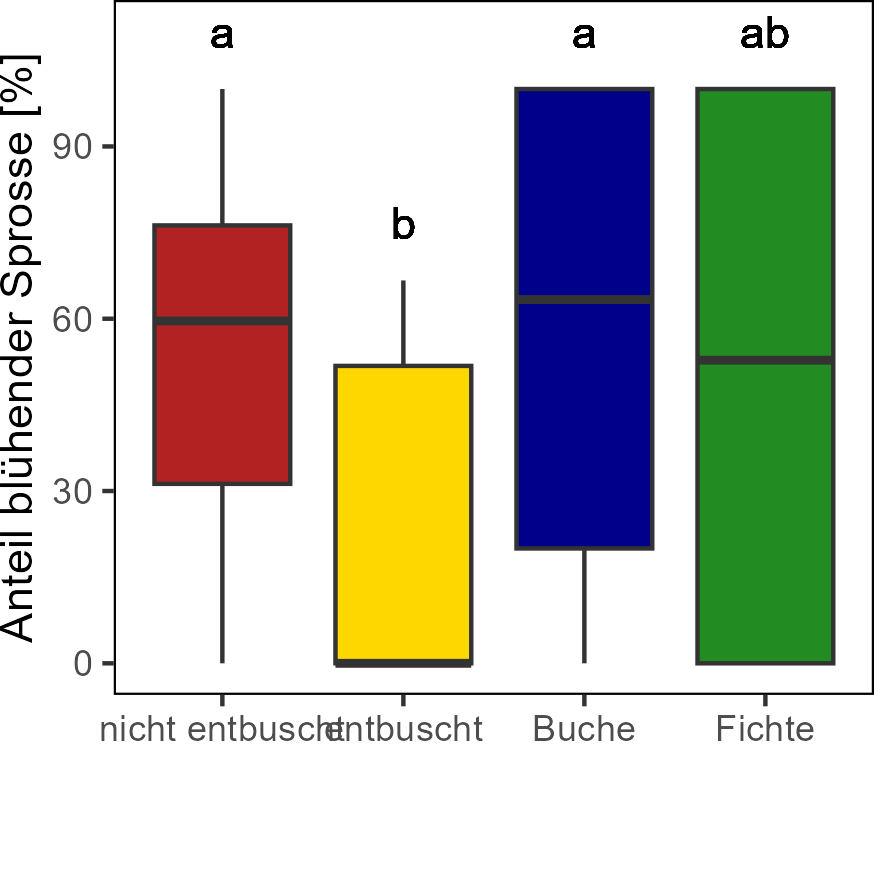 a
a
ab
b
Anteil blühender Sprosse [%]
90
60
30
0
nicht entbuscht
entbuscht
Buche
Fichte